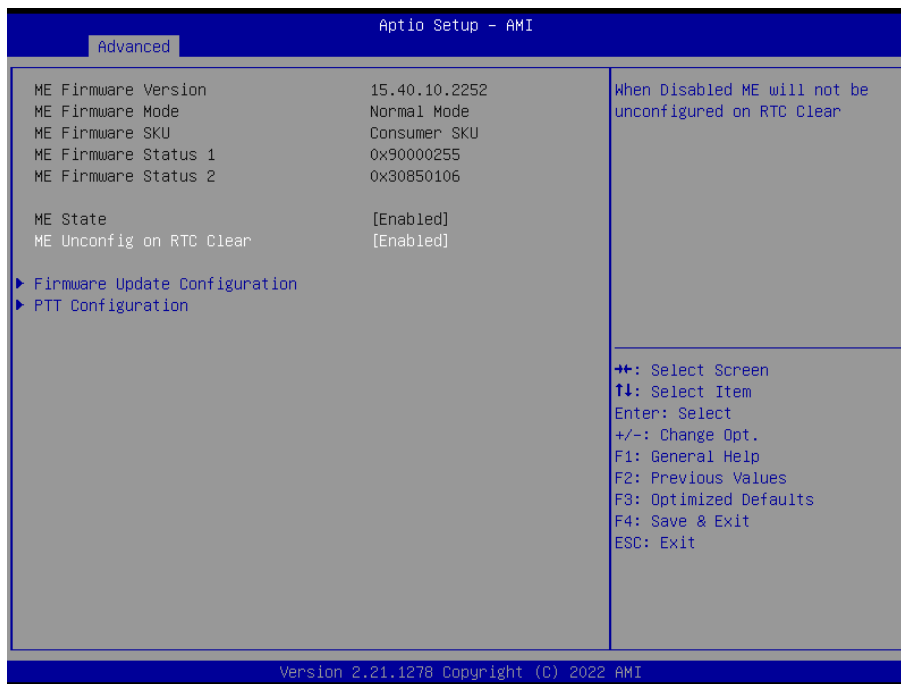 Aptio Setup – AMI
Advanced
ME Firmware Version 15.40.10.2252
ME Firmware Mode Normal Mode
ME Firmware SKU Consumer SKU
ME Firmware Status 1 0x90000255
ME Firmware Status 2 0x30850106
ME State [Enabled]
ME Unconfig on RTC Clear [Enabled]
Firmware Update Configuration
PTT Configuration
When Disabled ME will not be
unconfigured on RTC Clear
→←: Select Screen
↑↓: Select Item
Enter: Select
+/-: Change Opt.
F1: General Help
F2: Previous Values
F3: Optimized Defaults
F4: Save & Exit
ESC: Exit
Version 2.21.1278 Copyright (C) 2022 AMI